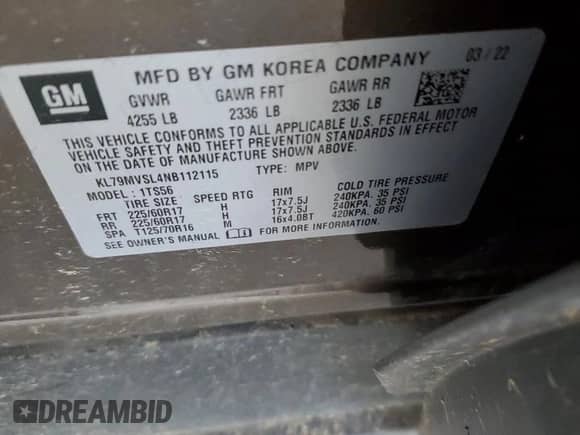 GM
MFD BY GM KOREA COMPANY 03/22
GVWR GAWR FRT GAWR RR
4255 LB 2336 LB 2336 LB
THIS VEHICLE CONFORMS TO ALL APPLICABLE U.S. FEDERAL MOTOR
VEHICLE SAFETY AND THEFT PREVENTION STANDARDS IN EFFECT
ON THE DATE OF MANUFACTURE SHOWN ABOVE.
KL79MVSL4NB112115 TYPE: MPV
MODEL: 1TS56
TIRE SIZE SPEED RTG RIM COLD TIRE PRESSURE
FRT 225/60R17 H 17x7.5J 240KPA. 35 PSI
RR 225/60R17 H 17x7.5J 240KPA. 35 PSI
SPA T125/70R16 M 16x4.0BT 420KPA. 60 PSI
SEE OWNER'S MANUAL FOR MORE INFORMATION.
DREAMBID